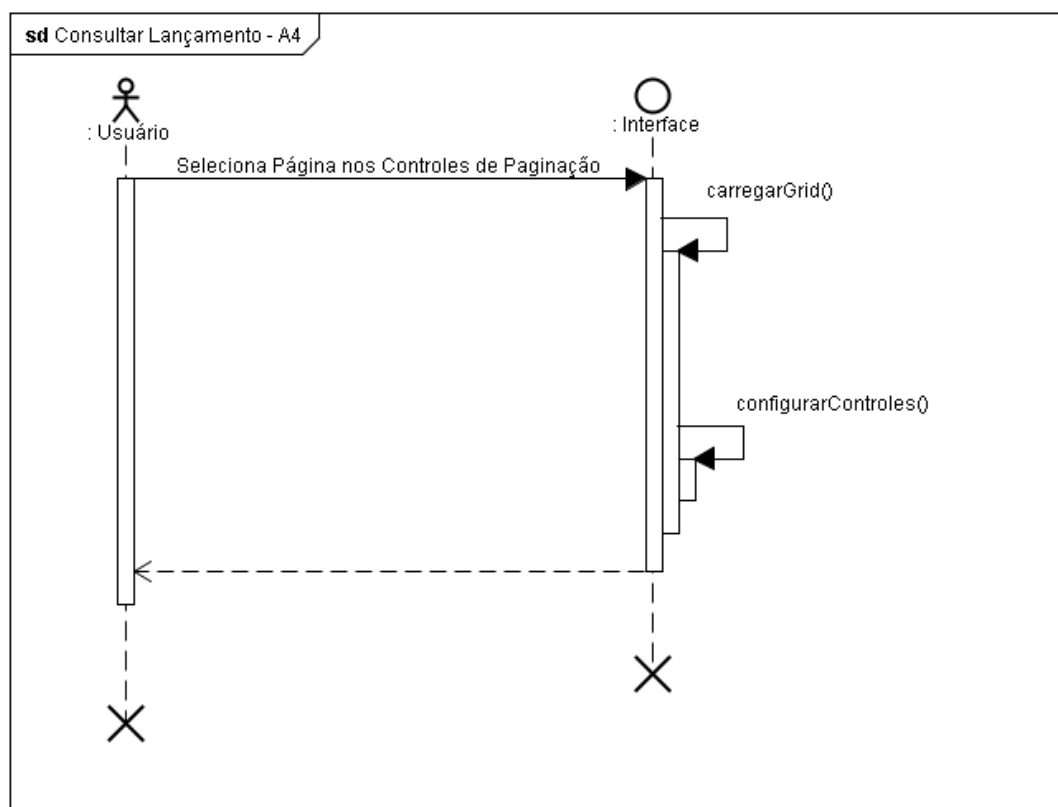 sd Consultar Lançamento - A4
: Usuário
: Interface
Seleciona Página nos Controles de Paginação
carregarGrid()
configurarControles()